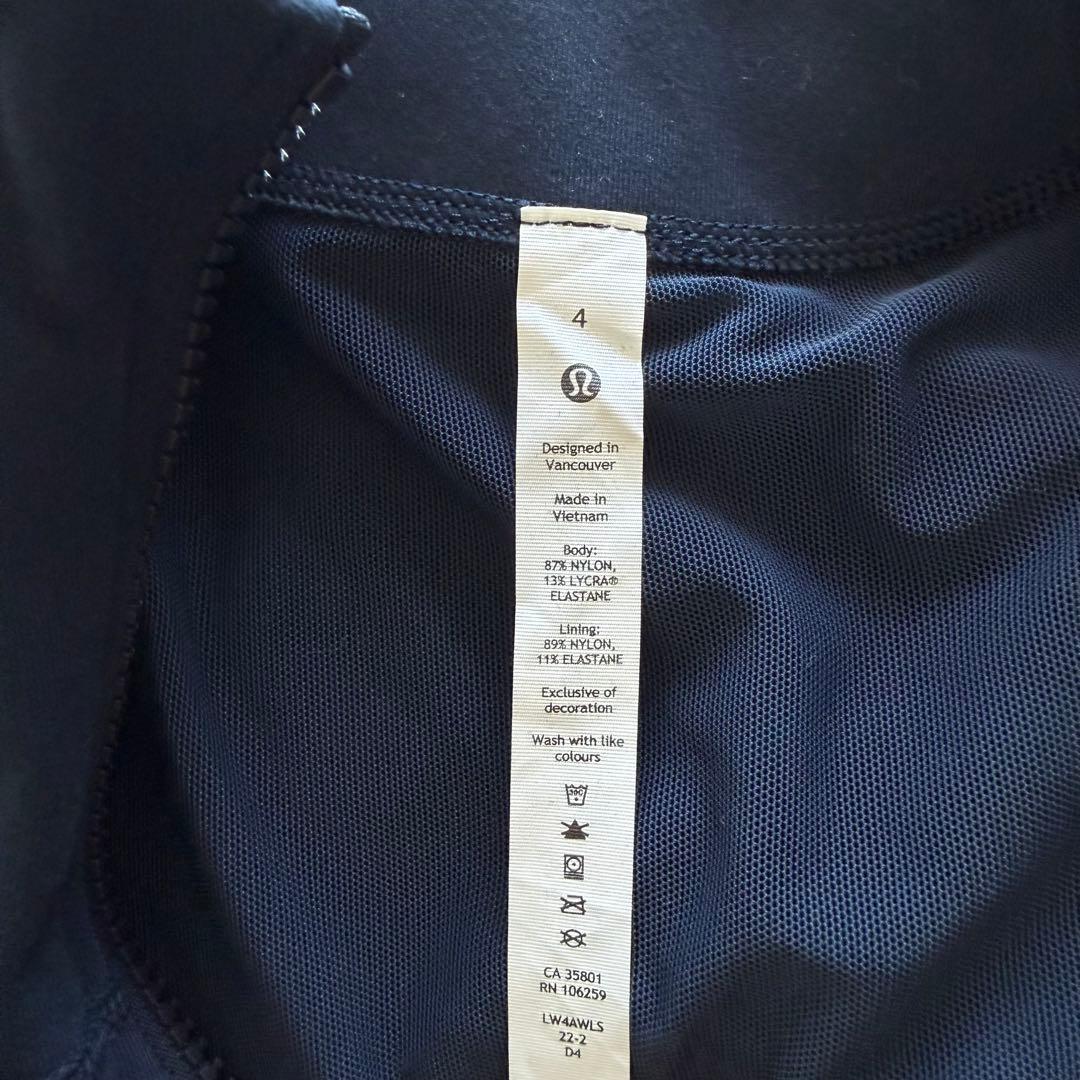 4
Designed in
Vancouver
Made in
Vietnam
Body:
87% NYLON,
13% LYCRA®
ELASTANE
Lining:
89% NYLON,
11% ELASTANE
Exclusive of
decoration
Wash with like
colours
30C
CA 35801
RN 106259
LW4AWLS
22-2
D4